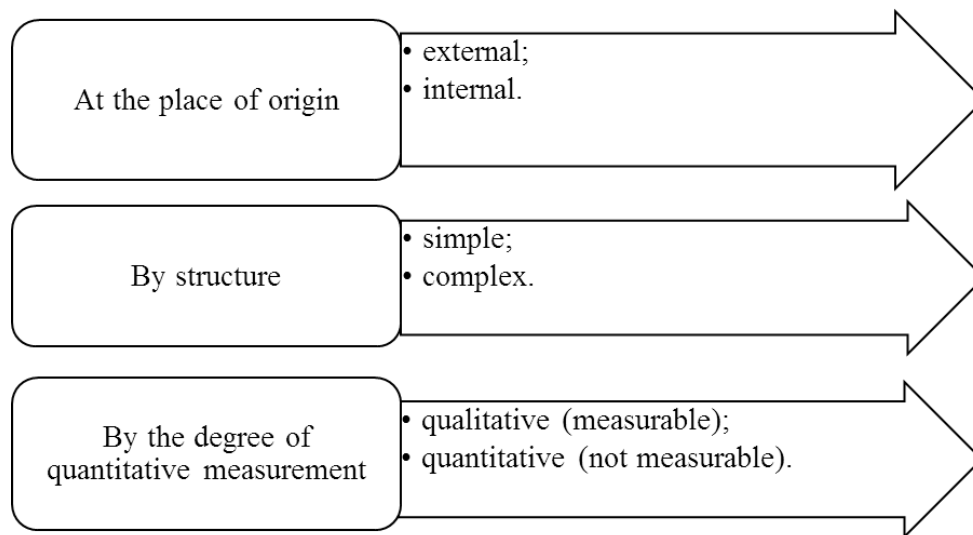 At the place of origin
• external;
• internal.
By structure
• simple;
• complex.
By the degree of
quantitative measurement
• qualitative (measurable);
• quantitative (not measurable).